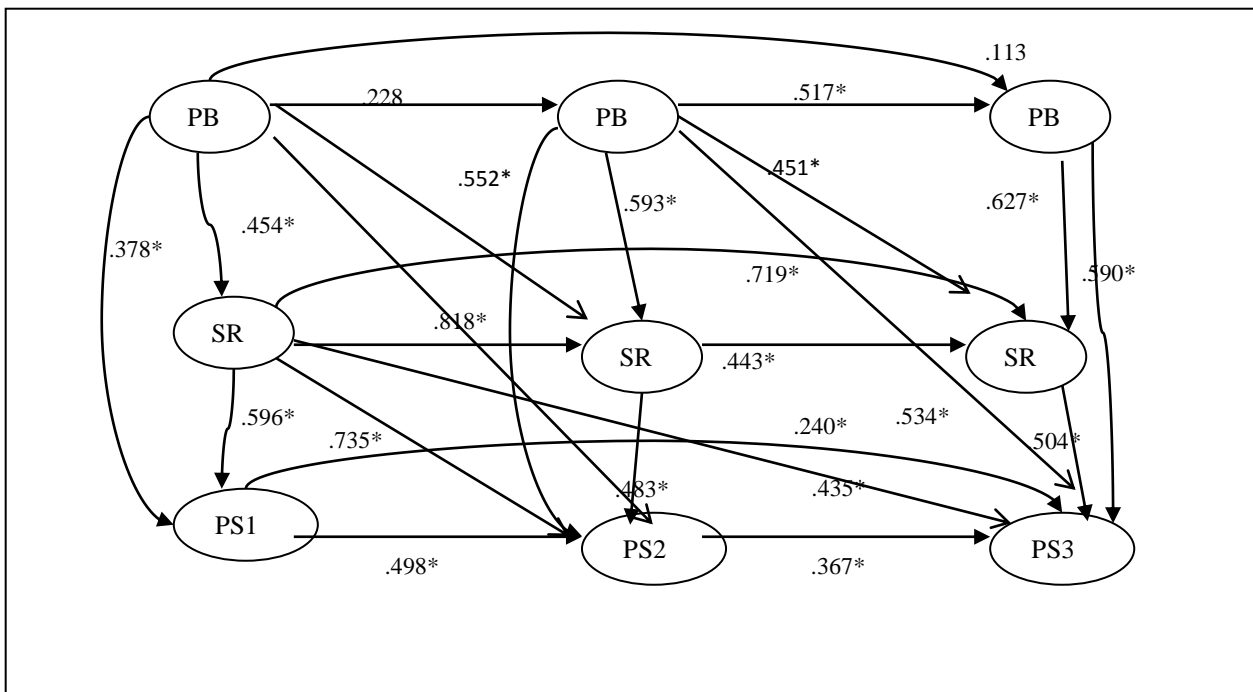 .113
.228
.517*
PB
PB
PB
.552*
.451*
.593*
.627*
.454*
.378*
.719*
.590*
.818*
SR
SR
SR
.443*
.596*
.735*
.240*
.534*
.504*
.483*
.435*
PS1
PS2
PS3
.498*
.367*